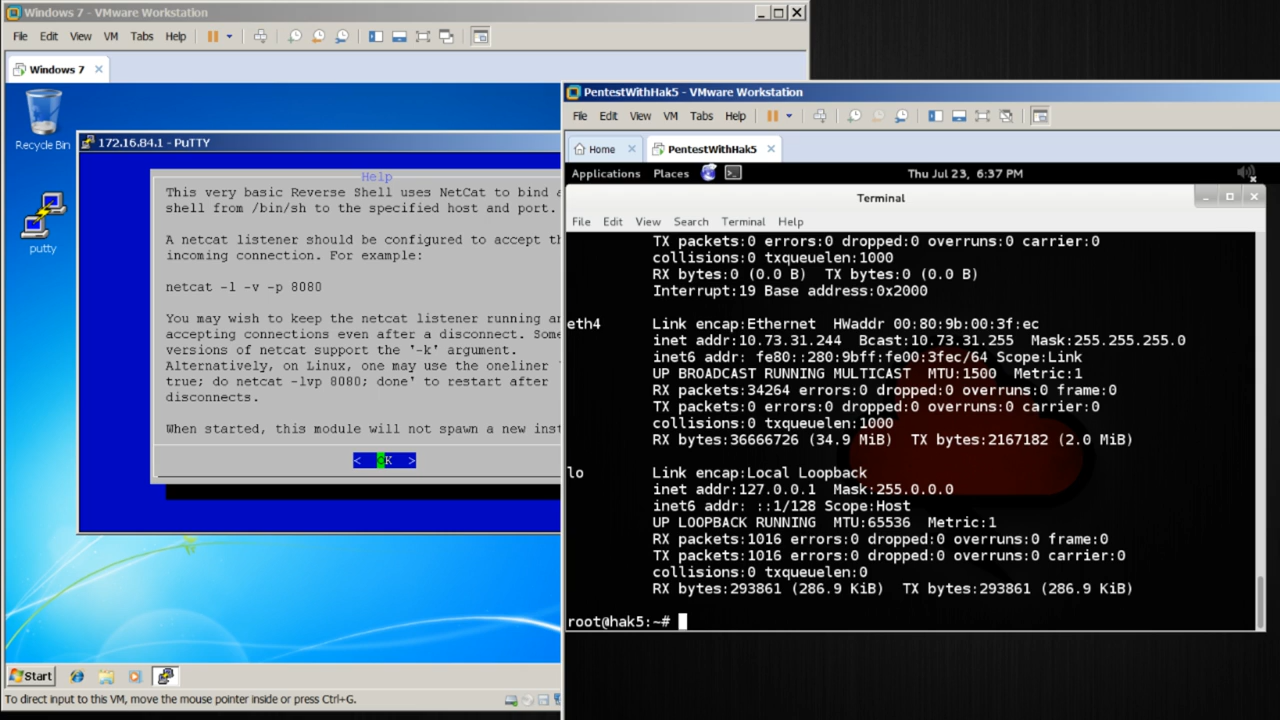 Windows 7 - VMware Workstation
File Edit View VM Tabs Help
Windows 7
Recycle Bin
putty
172.16.84.1 - PuTTY
Help
This very basic Reverse Shell uses NetCat to bind a
shell from /bin/sh to the specified host and port.
A netcat listener should be configured to accept th
incoming connection. For example:
netcat -l -v -p 8080
You may wish to keep the netcat listener running an
accepting connections even after a disconnect. Some
versions of netcat support the '-k' argument.
Alternatively, on Linux, one may use the oneliner '
true; do netcat -lvp 8080; done' to restart after
disconnects.
When started, this module will not spawn a new inst
< OK >
Start
To direct input to this VM, move the mouse pointer inside or press Ctrl+G.
PentestWithHak5 - VMware Workstation
File Edit View VM Tabs Help
Home PentestWithHak5
Applications Places Thu Jul 23, 6:37 PM
Terminal
File Edit View Search Terminal Help
TX packets:0 errors:0 dropped:0 overruns:0 carrier:0
collisions:0 txqueuelen:1000
RX bytes:0 (0.0 B) TX bytes:0 (0.0 B)
Interrupt:19 Base address:0x2000
eth4 Link encap:Ethernet HWaddr 00:80:9b:00:3f:ec
inet addr:10.73.31.244 Bcast:10.73.31.255 Mask:255.255.255.0
inet6 addr: fe80::280:9bff:fe00:3fec/64 Scope:Link
UP BROADCAST RUNNING MULTICAST MTU:1500 Metric:1
RX packets:34264 errors:0 dropped:0 overruns:0 frame:0
TX packets:0 errors:0 dropped:0 overruns:0 carrier:0
collisions:0 txqueuelen:1000
RX bytes:36666726 (34.9 MiB) TX bytes:2167182 (2.0 MiB)
lo Link encap:Local Loopback
inet addr:127.0.0.1 Mask:255.0.0.0
inet6 addr: ::1/128 Scope:Host
UP LOOPBACK RUNNING MTU:65536 Metric:1
RX packets:1016 errors:0 dropped:0 overruns:0 frame:0
TX packets:1016 errors:0 dropped:0 overruns:0 carrier:0
collisions:0 txqueuelen:0
RX bytes:293861 (286.9 KiB) TX bytes:293861 (286.9 KiB)
root@hak5:~#